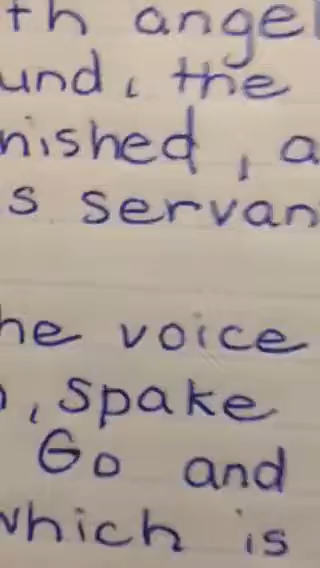 th angel
und, the
nished, a
s servan
he voice
, spake
Go and
which is